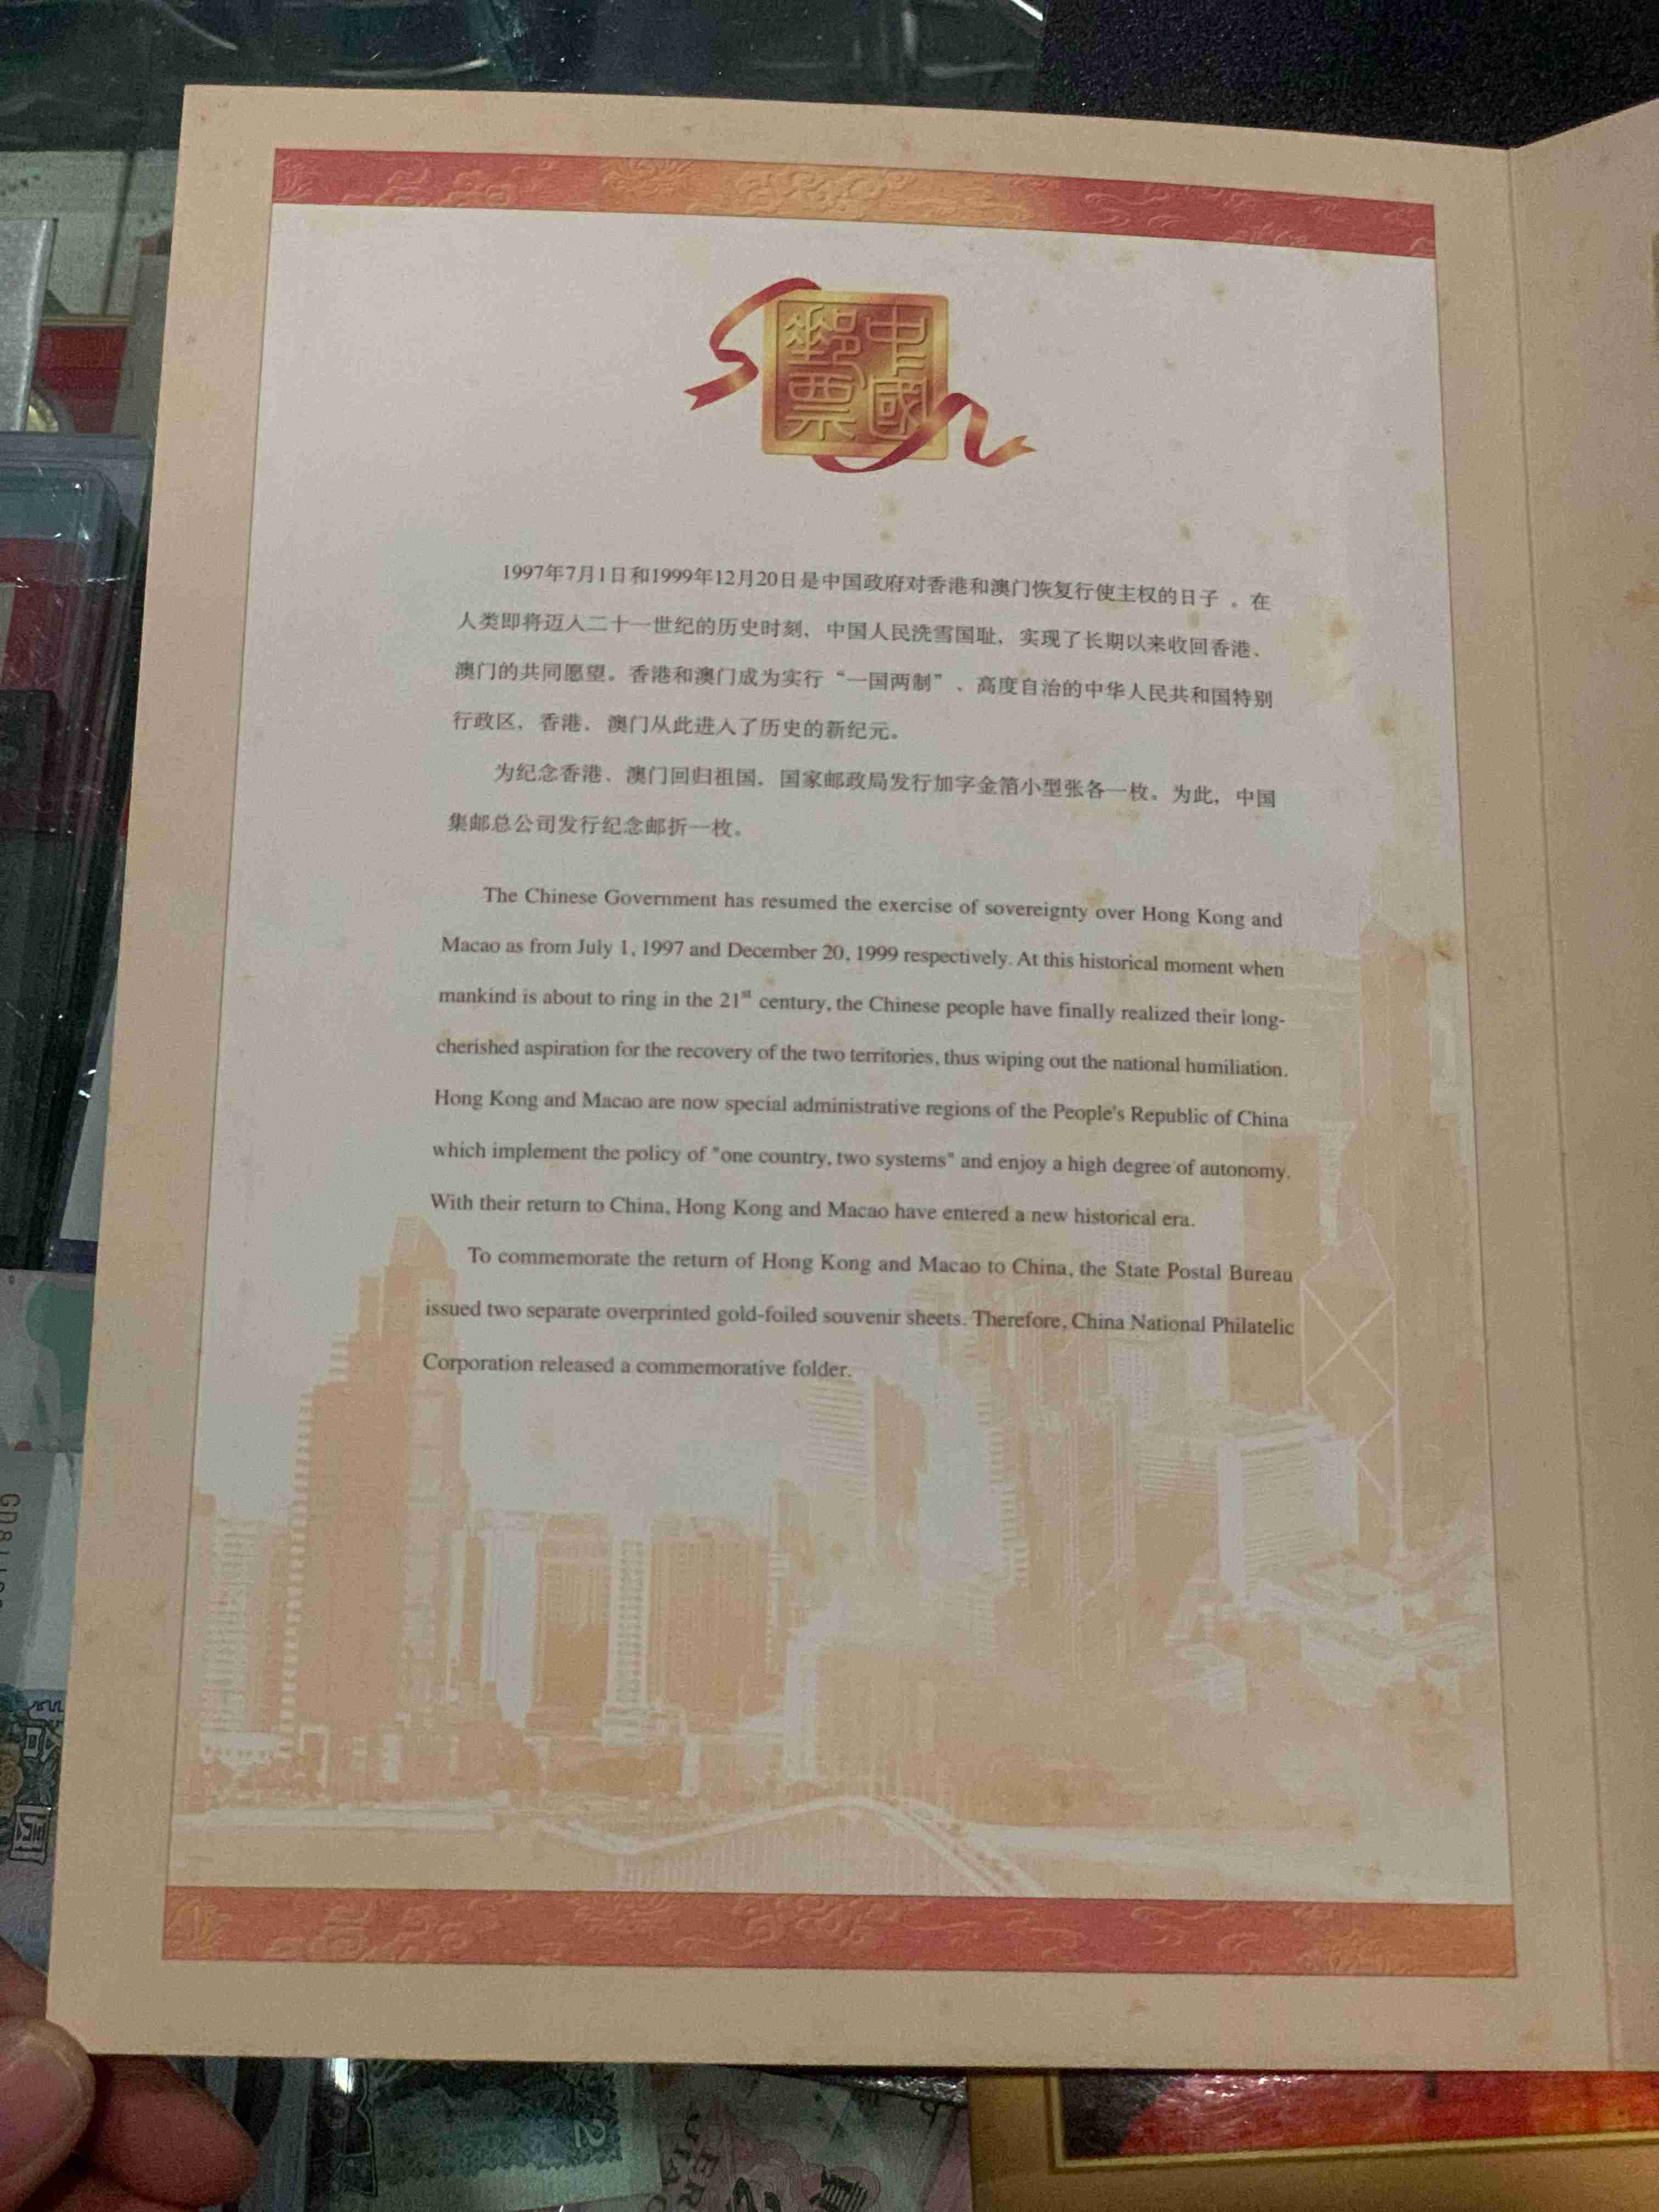 中國
郵票
1997年7月1日和1999年12月20日是中国政府对香港和澳门恢复行使主权的日子 。在
人类即将迈入二十一世纪的历史时刻，中国人民洗雪国耻，实现了长期以来收回香港、
澳门的共同愿望。香港和澳门成为实行“一国两制”、高度自治的中华人民共和国特别
行政区，香港、澳门从此进入了历史的新纪元。
为纪念香港、澳门回归祖国，国家邮政局发行加字金箔小型张各一枚。为此，中国
集邮总公司发行纪念邮折一枚。
The Chinese Government has resumed the exercise of sovereignty over Hong Kong and
Macao as from July 1, 1997 and December 20, 1999 respectively. At this historical moment when
mankind is about to ring in the 21st century, the Chinese people have finally realized their long-
cherished aspiration for the recovery of the two territories, thus wiping out the national humiliation.
Hong Kong and Macao are now special administrative regions of the People's Republic of China
which implement the policy of "one country, two systems" and enjoy a high degree of autonomy.
With their return to China, Hong Kong and Macao have entered a new historical era.
To commemorate the return of Hong Kong and Macao to China, the State Postal Bureau
issued two separate overprinted gold-foiled souvenir sheets. Therefore, China National Philatelic
Corporation released a commemorative folder.
2